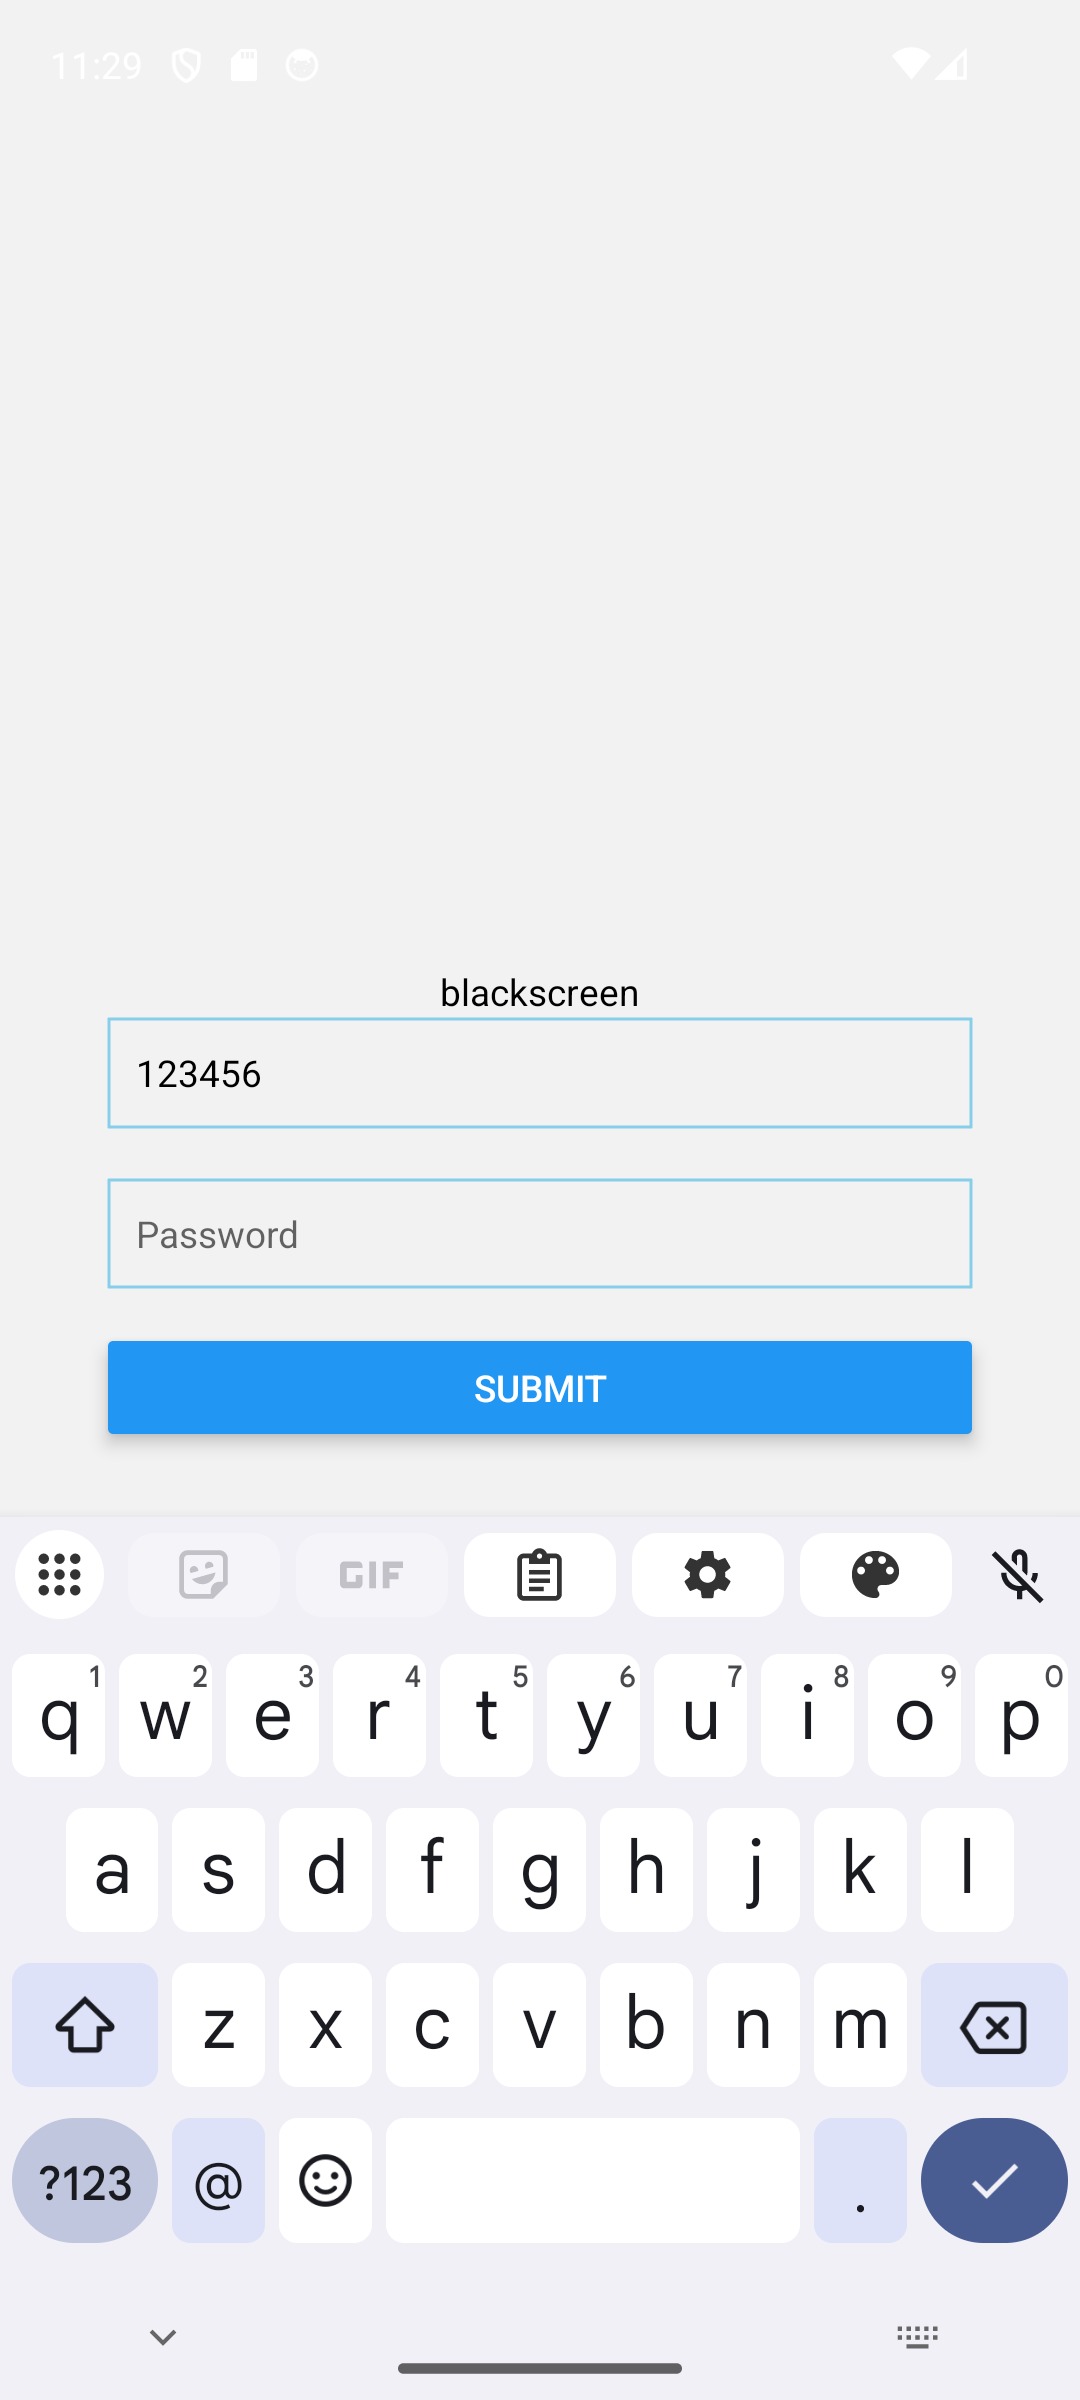 11:29
blackscreen
123456
Password
SUBMIT
GIF
1 2 3 4 5 6 7 8 9 0
q w e r t y u i o p
a s d f g h j k l
z x c v b n m
?123 @ .